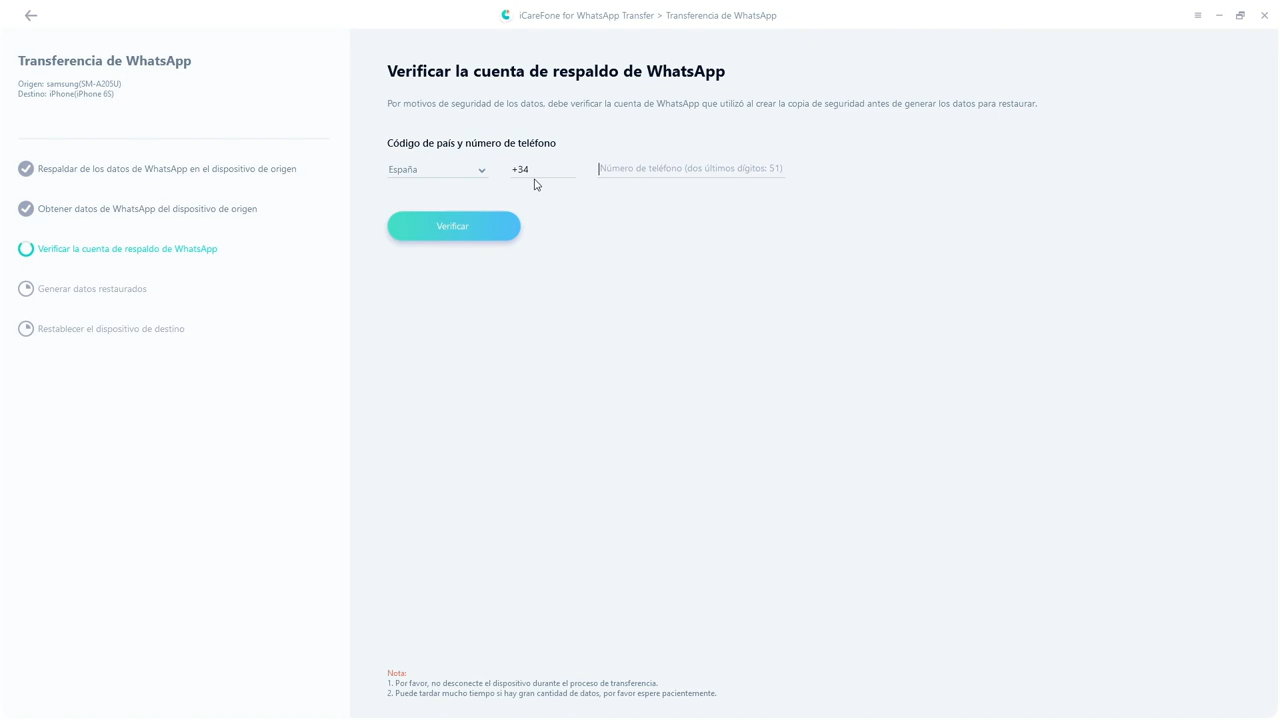 iCareFone for WhatsApp Transfer > Transferencia de WhatsApp
Transferencia de WhatsApp
Origen: samsung(SM-A205U)
Destino: iPhone(iPhone 6S)
Respaldar de los datos de WhatsApp en el dispositivo de origen
Obtener datos de WhatsApp del dispositivo de origen
Verificar la cuenta de respaldo de WhatsApp
Generar datos restaurados
Restablecer el dispositivo de destino
Verificar la cuenta de respaldo de WhatsApp
Por motivos de seguridad de los datos, debe verificar la cuenta de WhatsApp que utilizó al crear la copia de seguridad antes de generar los datos para restaurar.
Código de país y número de teléfono
España +34 Número de teléfono (dos últimos dígitos: 51)
Verificar
Nota:
1. Por favor, no desconecte el dispositivo durante el proceso de transferencia.
2. Puede tardar mucho tiempo si hay gran cantidad de datos, por favor espere pacientemente.